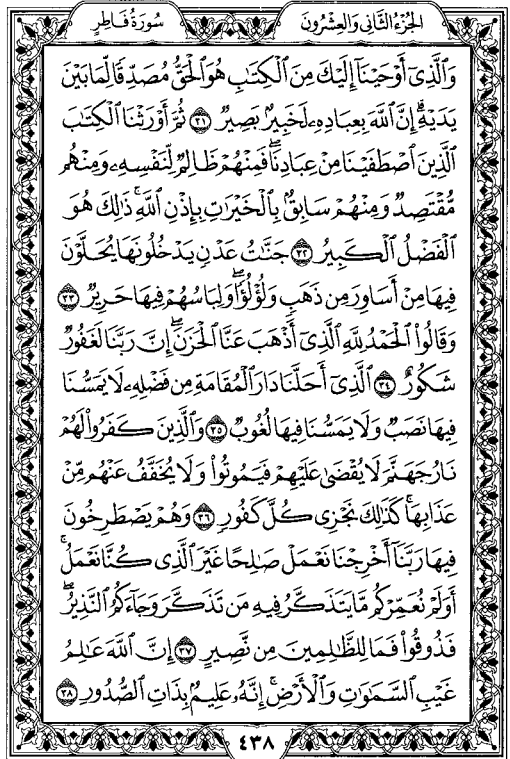 الجزء الثاني والعشرون
سورة فاطر
وَالَّذِىٓ أَوْحَيْنَآ إِلَيْكَ مِنَ ٱلْكِتَٰبِ هُوَ ٱلْحَقُّ مُصَدِّقًا لِّمَا بَيْنَ
يَدَيْهِ ۗ إِنَّ ٱللَّهَ بِعِبَادِهِۦ لَخَبِيرٌۢ بَصِيرٌ ٣١ ثُمَّ أَوْرَثْنَا ٱلْكِتَٰبَ
ٱلَّذِينَ ٱصْطَفَيْنَا مِنْ عِبَادِنَا ۖ فَمِنْهُمْ ظَالِمٌ لِّنَفْسِهِۦ وَمِنْهُم
مُّقْتَصِدٌ وَمِنْهُمْ سَابِقٌۢ بِٱلْخَيْرَٰتِ بِإِذْنِ ٱللَّهِ ۚ ذَٰلِكَ هُوَ
ٱلْفَضْلُ ٱلْكَبِيرُ ٣٢ جَنَّٰتُ عَدْنٍ يَدْخُلُونَهَا يُحَلَّوْنَ
فِيهَا مِنْ أَسَاوِرَ مِن ذَهَبٍ وَلُؤْلُؤًا ۖ وَلِبَاسُهُمْ فِيهَا حَرِيرٌ ٣٣
وَقَالُوا۟ ٱلْحَمْدُ لِلَّهِ ٱلَّذِىٓ أَذْهَبَ عَنَّا ٱلْحَزَنَ ۖ إِنَّ رَبَّنَا لَغَفُورٌ
شَكُورٌ ٣٤ ٱلَّذِىٓ أَحَلَّنَا دَارَ ٱلْمُقَامَةِ مِن فَضْلِهِۦ لَا يَمَسُّنَا
فِيهَا نَصَبٌ وَلَا يَمَسُّنَا فِيهَا لُغُوبٌ ٣٥ وَٱلَّذِينَ كَفَرُوا۟ لَهُمْ
نَارُ جَهَنَّمَ لَا يُقْضَىٰ عَلَيْهِمْ فَيَمُوتُوا۟ وَلَا يُخَفَّفُ عَنْهُم مِّنْ
عَذَابِهَا ۚ كَذَٰلِكَ نَجْزِى كُلَّ كَفُورٍ ٣٦ وَهُمْ يَصْطَرِخُونَ
فِيهَا رَبَّنَآ أَخْرِجْنَا نَعْمَلْ صَٰلِحًا غَيْرَ ٱلَّذِى كُنَّا نَعْمَلُ ۚ
أَوَلَمْ نُعَمِّرْكُم مَّا يَتَذَكَّرُ فِيهِ مَن تَذَكَّرَ وَجَآءَكُمُ ٱلنَّذِيرُ ۖ
فَذُوقُوا۟ فَمَا لِلظَّٰلِمِينَ مِن نَّصِيرٍ ٣٧ إِنَّ ٱللَّهَ عَٰلِمُ
غَيْبِ ٱلسَّمَٰوَٰتِ وَٱلْأَرْضِ ۚ إِنَّهُۥ عَلِيمٌۢ بِذَاتِ ٱلصُّدُورِ ٣٨
٤٣٨